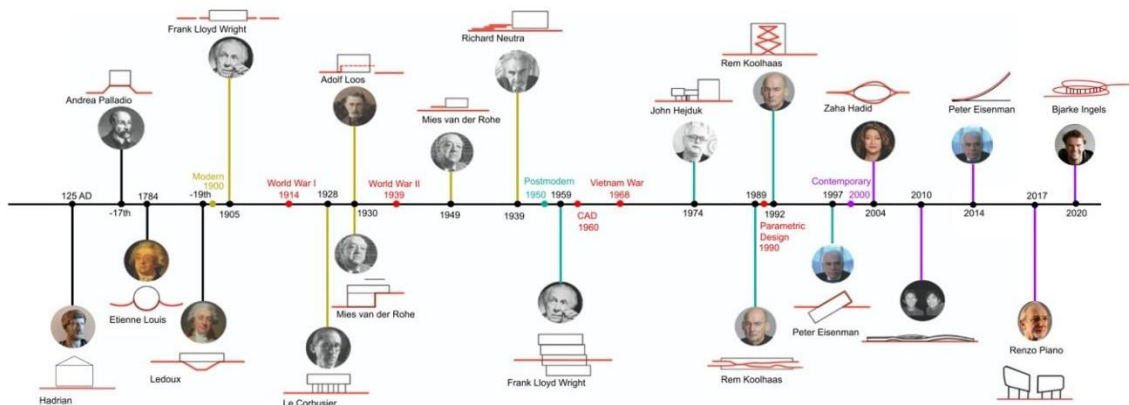 Frank Lloyd Wright
Andrea Palladio
Adolf Loos
Mies van der Rohe
Richard Neutra
John Hejduk
Rem Koolhaas
Zaha Hadid
Peter Eisenman
Bjarke Ingels
125 AD
-17th
1784
-19th
Modern
1900
1905
World War I
1914
1928
1930
World War II
1939
1949
1939
Postmodern
1950
1959
CAD
1960
Vietnam War
1968
1974
1989
Parametric
Design
1990
1992
1997
Contemporary
2000
2004
2010
2014
2017
2020
Hadrian
Etienne Louis
Ledoux
Le Corbusier
Mies van der Rohe
Frank Lloyd Wright
Rem Koolhaas
Peter Eisenman
Renzo Piano